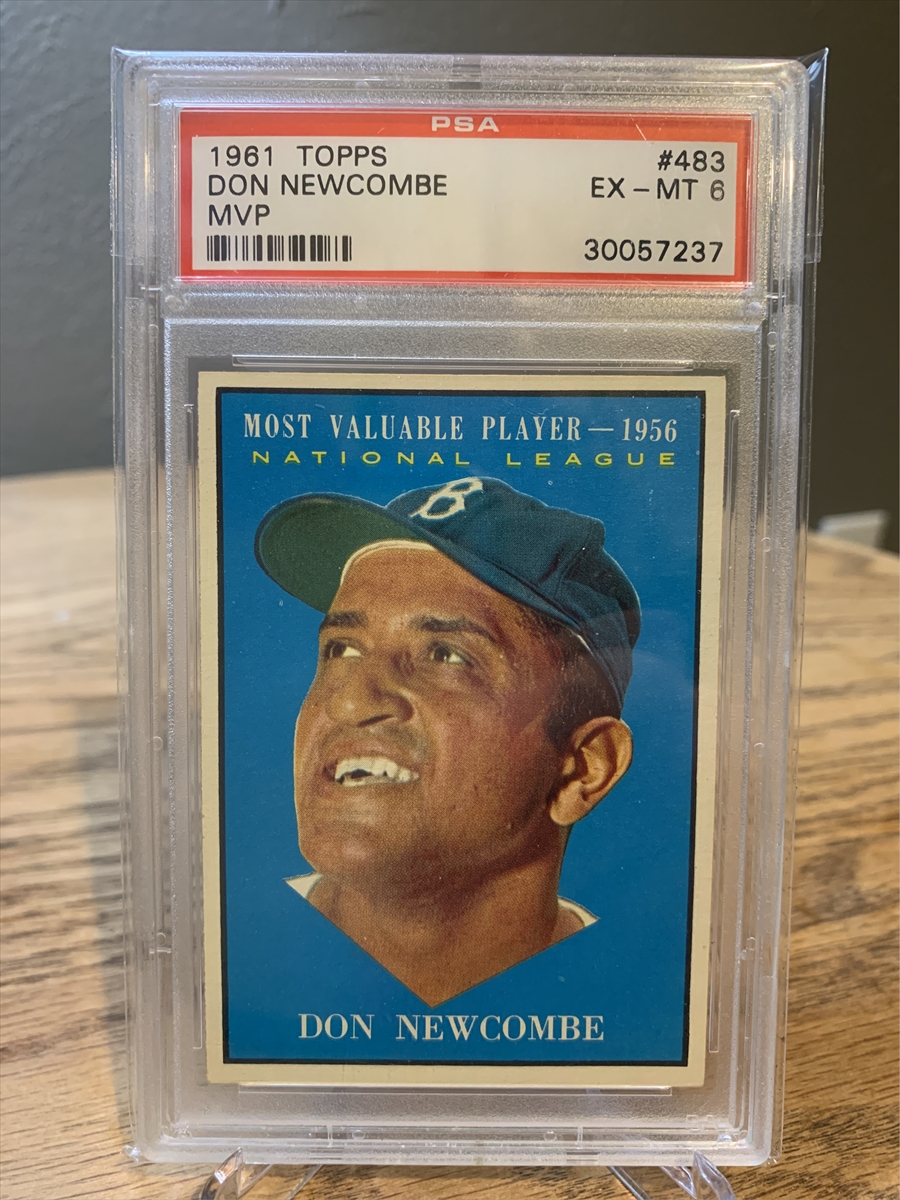 PSA
1961 TOPPS #483
DON NEWCOMBE EX - MT 6
MVP
30057237
MOST VALUABLE PLAYER — 1956
NATIONAL LEAGUE
B
DON NEWCOMBE